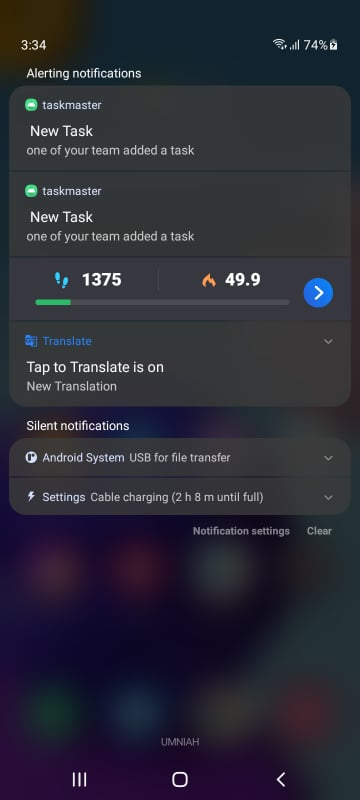 3:34
74%
Alerting notifications
taskmaster
New Task
one of your team added a task
taskmaster
New Task
one of your team added a task
1375
49.9
Translate
Tap to Translate is on
New Translation
Silent notifications
Android System USB for file transfer
Settings Cable charging (2 h 8 m until full)
Notification settings Clear
UMNIAH